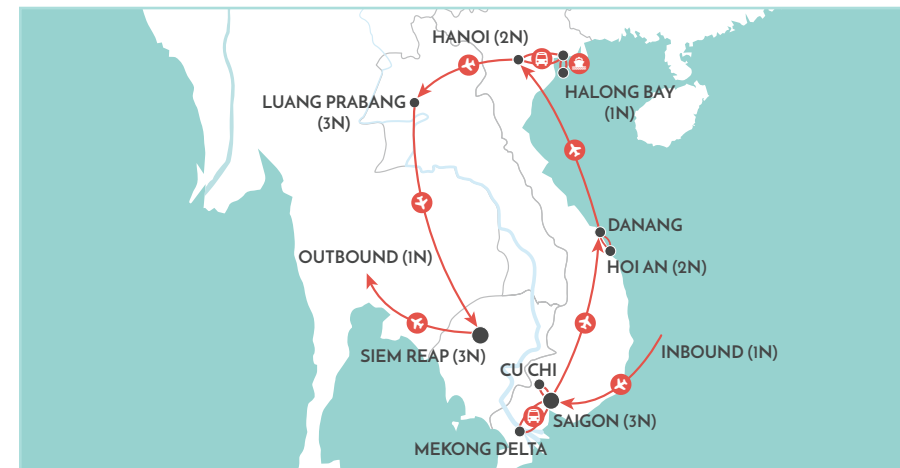 HANOI (2N)
HALONG BAY
(1N)
LUANG PRABANG
(3N)
DANANG
HOI AN (2N)
OUTBOUND (1N)
SIEM REAP (3N)
INBOUND (1N)
CU CHI
SAIGON (3N)
MEKONG DELTA